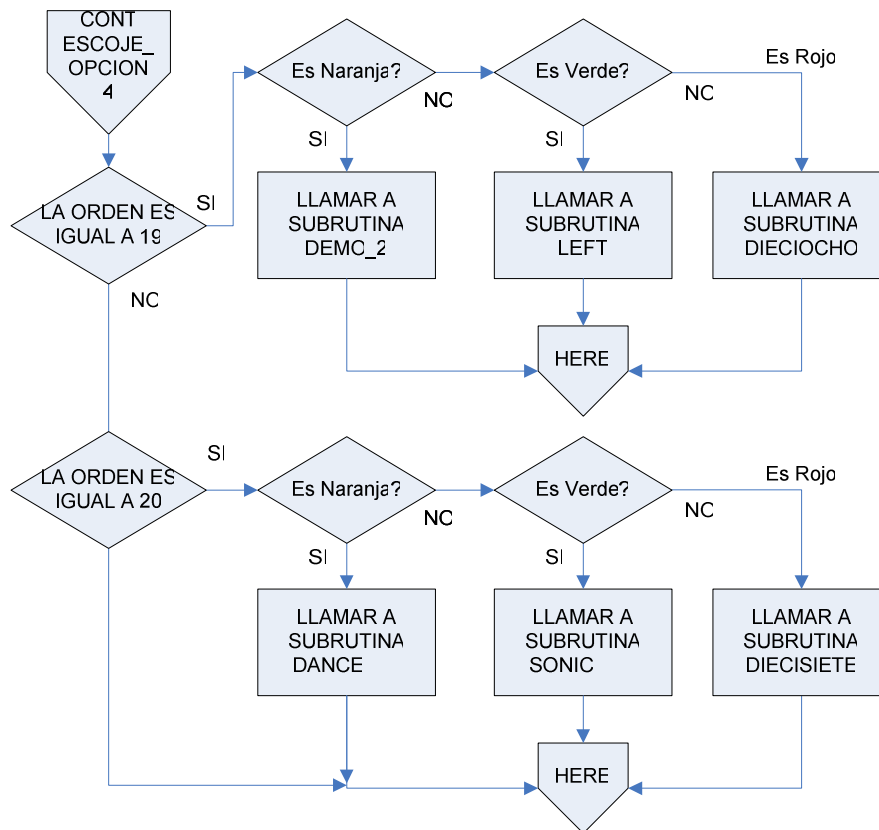 CONT
ESCOJE_
OPCION
4
Es Naranja?
NO
Es Verde?
NO
Es Rojo
SI
SI
SI
LA ORDEN ES
IGUAL A 19
NO
LLAMAR A
SUBRUTINA
DEMO_2
LLAMAR A
SUBRUTINA
LEFT
LLAMAR A
SUBRUTINA
DIECIOCHO
HERE
LA ORDEN ES
IGUAL A 20
SI
Es Naranja?
NO
Es Verde?
NO
Es Rojo
SI
SI
LLAMAR A
SUBRUTINA
DANCE
LLAMAR A
SUBRUTINA
SONIC
LLAMAR A
SUBRUTINA
DIECISIETE
HERE